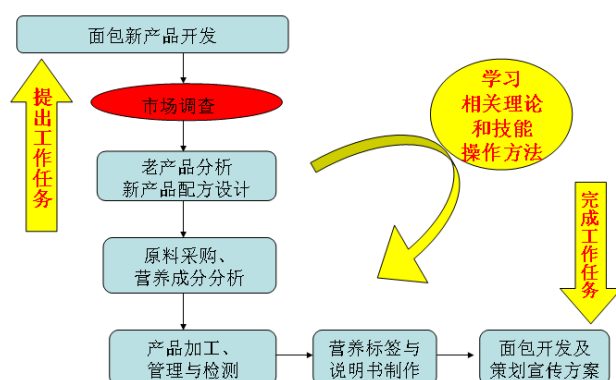 面包新产品开发
提出工作任务
市场调查
学习
相关理论
和技能
操作方法
老产品分析
新产品配方设计
完成工作任务
原料采购、
营养成分分析
产品加工、
管理与检测
营养标签与
说明书制作
面包开发及
策划宣传方案